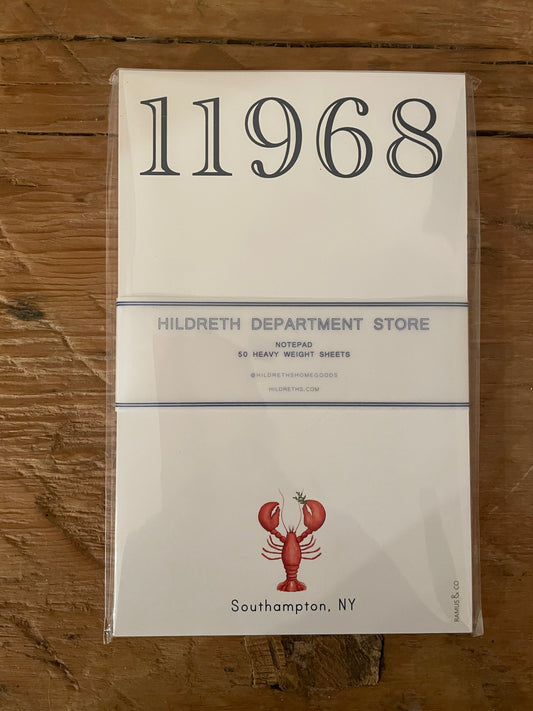 11968
HILDRETH DEPARTMENT STORE
NOTEPAD
50 HEAVY WEIGHT SHEETS
@HILDRETHSHOMEGOODS
HILDRETHS.COM
Southampton, NY
RAMUS & CO